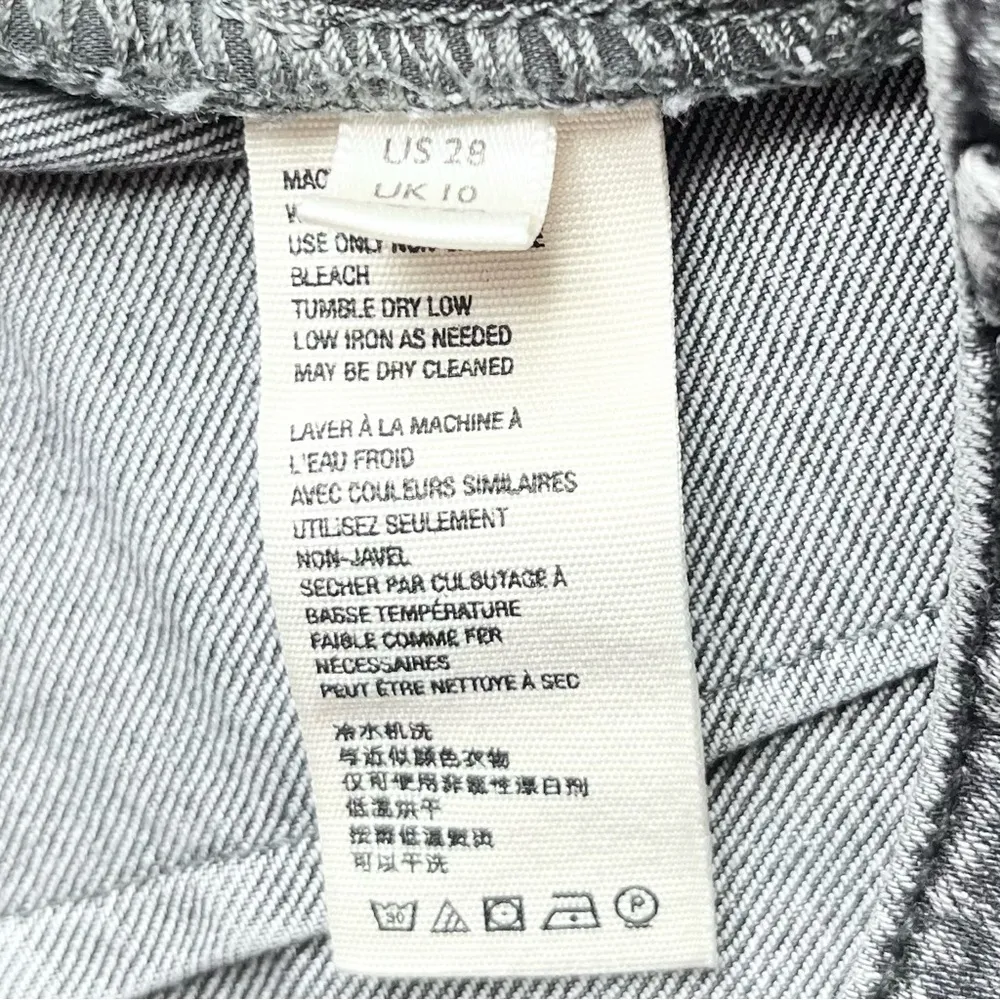 US 28
UK 10
USE ONLY
BLEACH
TUMBLE DRY LOW
LOW IRON AS NEEDED
MAY BE DRY CLEANED
LAVER À LA MACHINE À
L'EAU FROID
AVEC COULEURS SIMILAIRES
UTILISEZ SEULEMENT
NON-JAVEL
SECHER PAR CULBUTAGE À
BASSE TEMPÉRATURE
FAIBLE COMME FER
NÉCESSAIRES
PEUT ÊTRE NETTOYE À SEC
冷水机洗
与近似颜色衣物
仅可使用非氯性漂白剂
低温烘干
按需低温熨烫
可以干洗
30
P